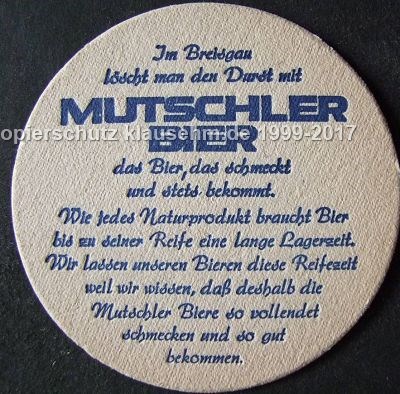 Im Breisgau
löscht man den Durst mit
MUTSCHLER
opierschutz klausehm.de 1999-2017
BIER
das Bier, das schmeckt
und stets bekommt.
Wie jedes Naturprodukt braucht Bier
bis zu seiner Reife eine lange Lagerzeit.
Wir lassen unseren Bieren diese Reifezeit
weil wir wissen, daß deshalb die
Mutschler Biere so vollendet
schmecken und so gut
bekommen.